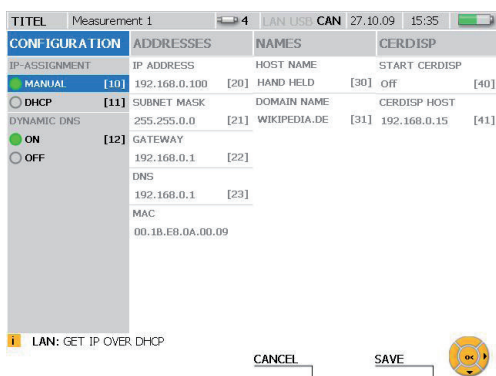 TITEL Measurement 1 4 LAN USB CAN 27.10.09 15:35
CONFIGURATION ADDRESSES NAMES CERDISP
IP-ASSIGNMENT IP ADDRESS HOST NAME START CERDISP
MANUAL [10] 192.168.0.100 [20] HAND HELD [30] Off [40]
DHCP [11] SUBNET MASK DOMAIN NAME CERDISP HOST
DYNAMIC DNS 255.255.0.0 [21] WIKIPEDIA.DE [31] 192.168.0.15 [41]
ON [12] GATEWAY
OFF 192.168.0.1 [22]
DNS
192.168.0.1 [23]
MAC
00.1B.E8.0A.00.09
i LAN: GET IP OVER DHCP
CANCEL SAVE OK